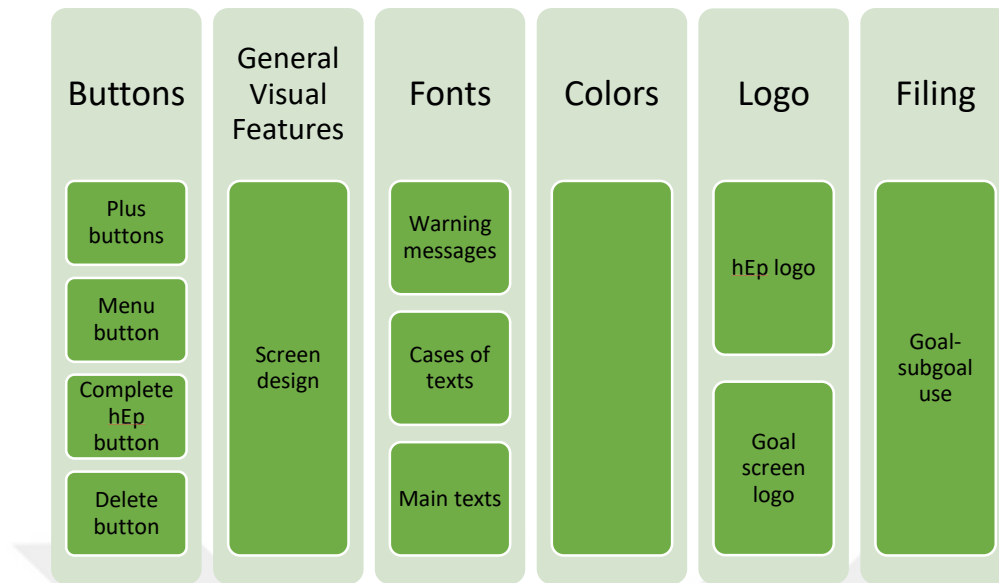 Buttons
Plus
buttons
Menu
button
Complete
hEp
button
Delete
button
General
Visual
Features
Screen
design
Fonts
Warning
messages
Cases of
texts
Main texts
Colors
Logo
hEp logo
Goal
screen
logo
Filing
Goal-
subgoal
use